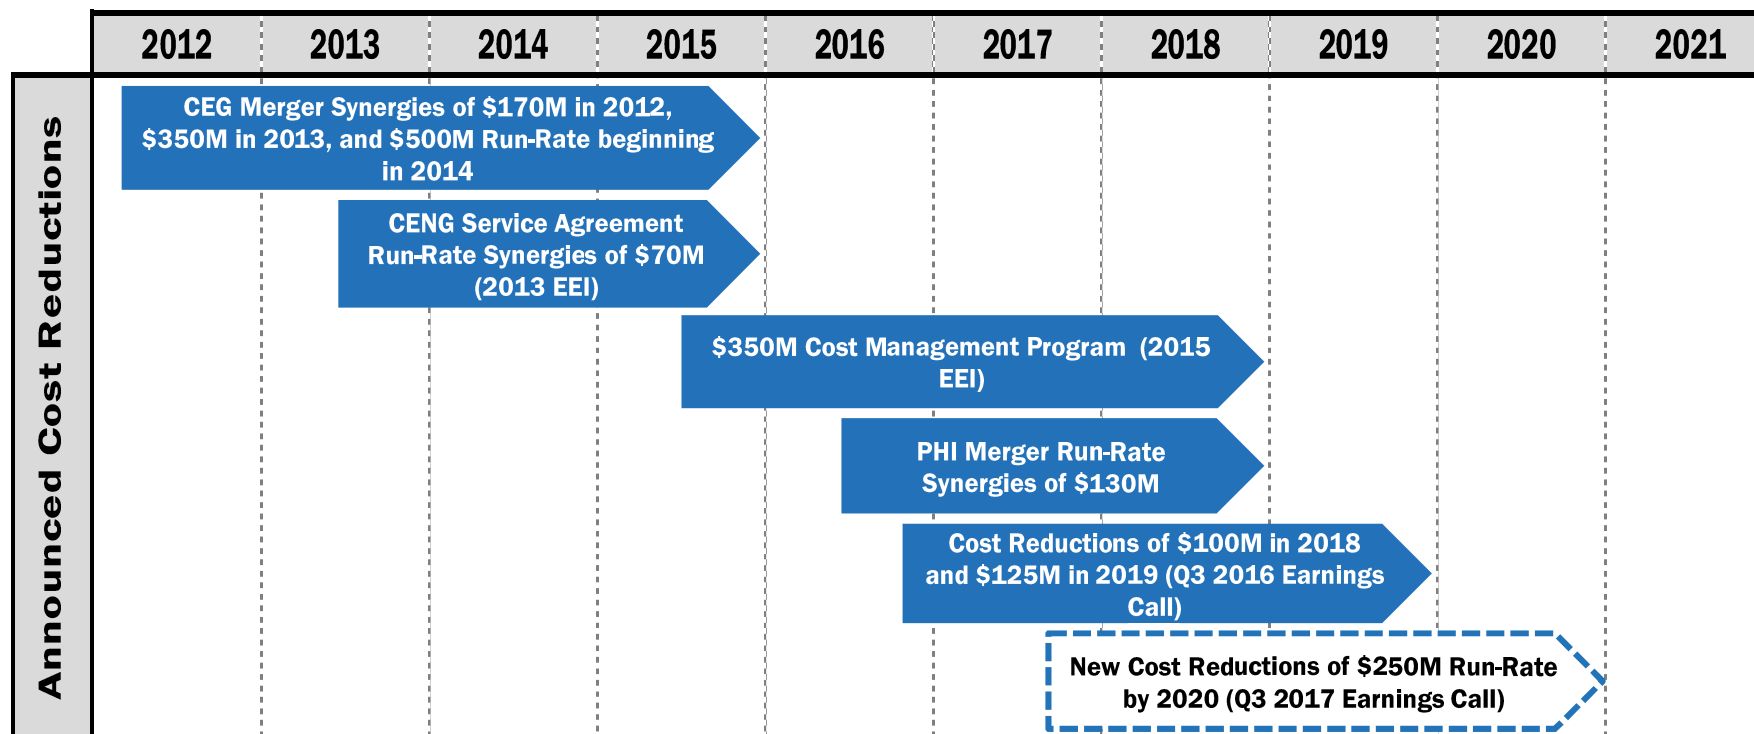 2012 2013 2014 2015 2016 2017 2018 2019 2020 2021
Announced Cost Reductions
CEG Merger Synergies of $170M in 2012,
$350M in 2013, and $500M Run-Rate beginning
in 2014
CENG Service Agreement
Run-Rate Synergies of $70M
(2013 EEI)
$350M Cost Management Program (2015
EEI)
PHI Merger Run-Rate
Synergies of $130M
Cost Reductions of $100M in 2018
and $125M in 2019 (Q3 2016 Earnings
Call)
New Cost Reductions of $250M Run-Rate
by 2020 (Q3 2017 Earnings Call)